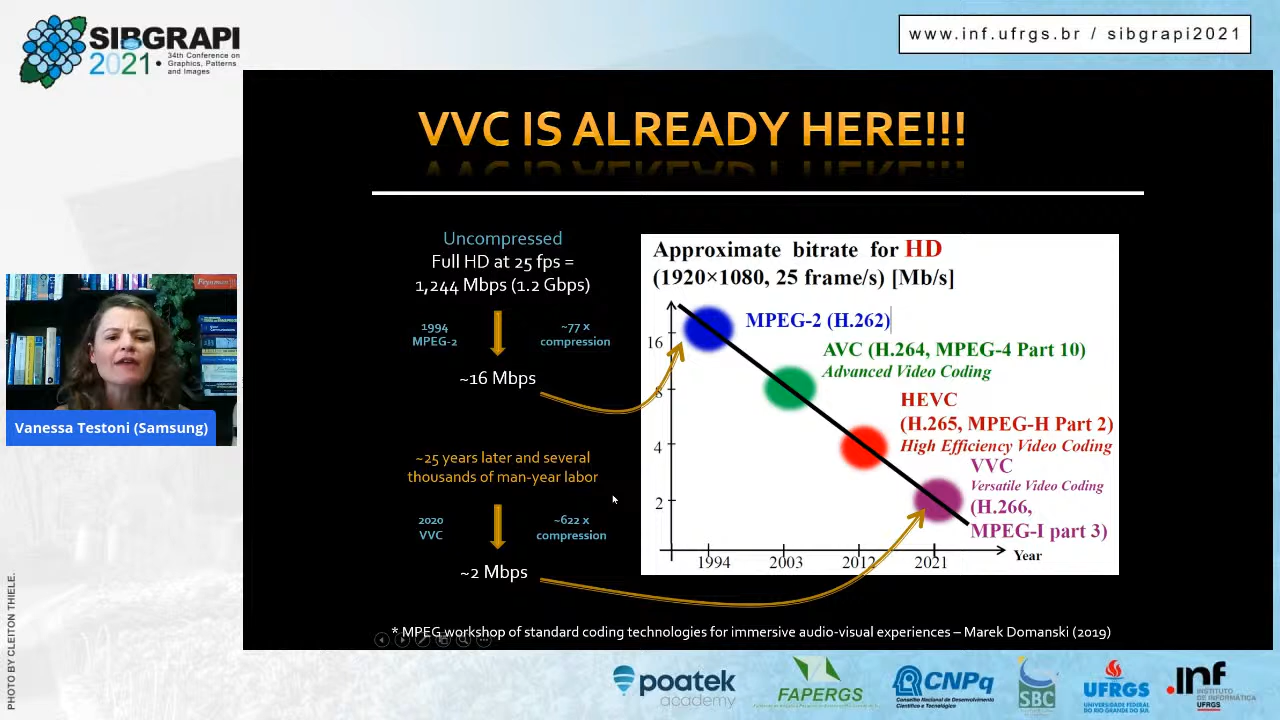 SIBGRAPI
2021
34th Conference on
Graphics, Patterns
and Images
www.inf.ufrgs.br / sibgrapi2021
VVC IS ALREADY HERE!!!
Uncompressed
Full HD at 25 fps =
1,244 Mbps (1.2 Gbps)
1994
MPEG-2
~77 x
compression
~16 Mbps
~25 years later and several
thousands of man-year labor
2020
VVC
~622 x
compression
~2 Mbps
Approximate bitrate for HD
(1920×1080, 25 frame/s) [Mb/s]
MPEG-2 (H.262)
AVC (H.264, MPEG-4 Part 10)
Advanced Video Coding
HEVC
(H.265, MPEG-H Part 2)
High Efficiency Video Coding
VVC
Versatile Video Coding
(H.266,
MPEG-I part 3)
16
8
4
2
1994
2003
2012
2021
Year
* MPEG workshop of standard coding technologies for immersive audio-visual experiences – Marek Domanski (2019)
Feynman
Vanessa Testoni (Samsung)
PHOTO BY CLEITON THIELE.
poatek
academy
FAPERGS
CNPq
Conselho Nacional de Desenvolvimento
Científico e Tecnológico
SBC
UFRGS
UNIVERSIDADE FEDERAL
DO RIO GRANDE DO SUL
.inf
INSTITUTO
DE INFORMÁTICA
UFRGS